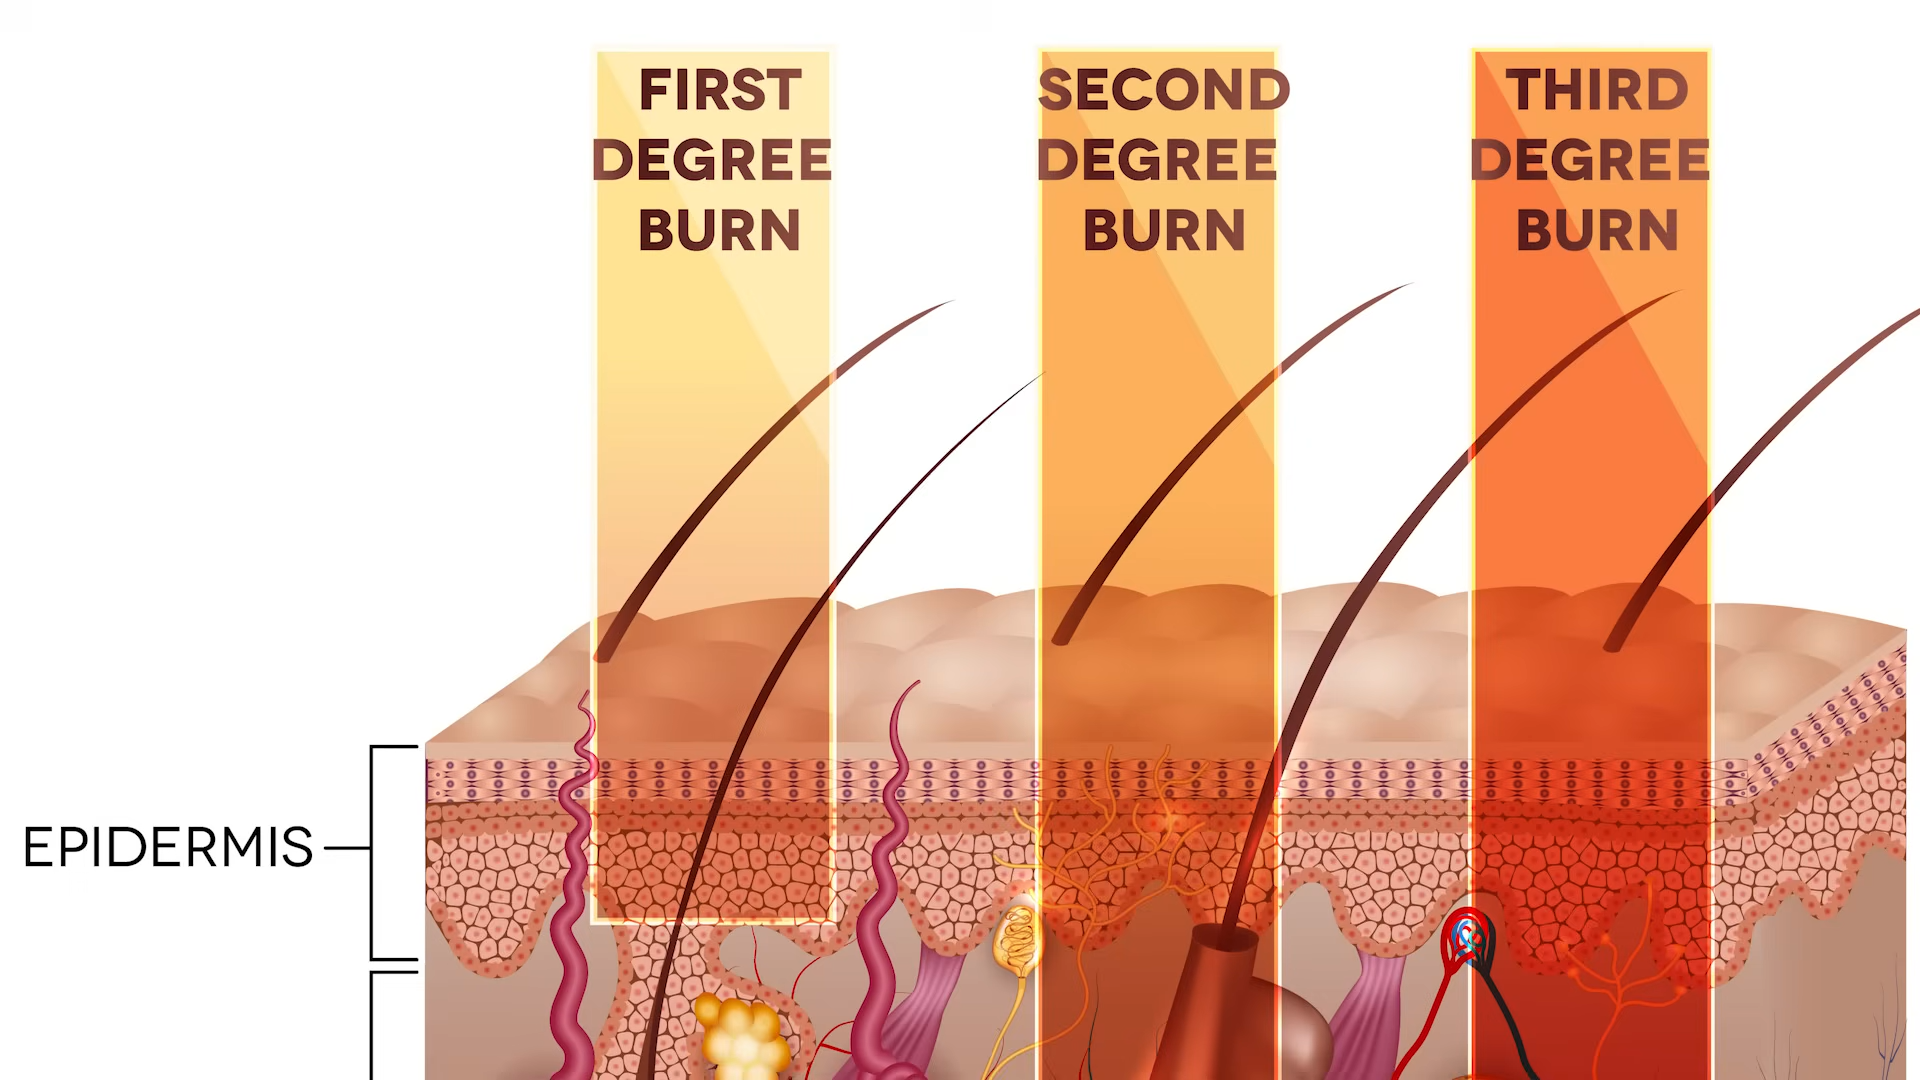 FIRST
DEGREE
BURN
SECOND
DEGREE
BURN
THIRD
DEGREE
BURN
EPIDERMIS